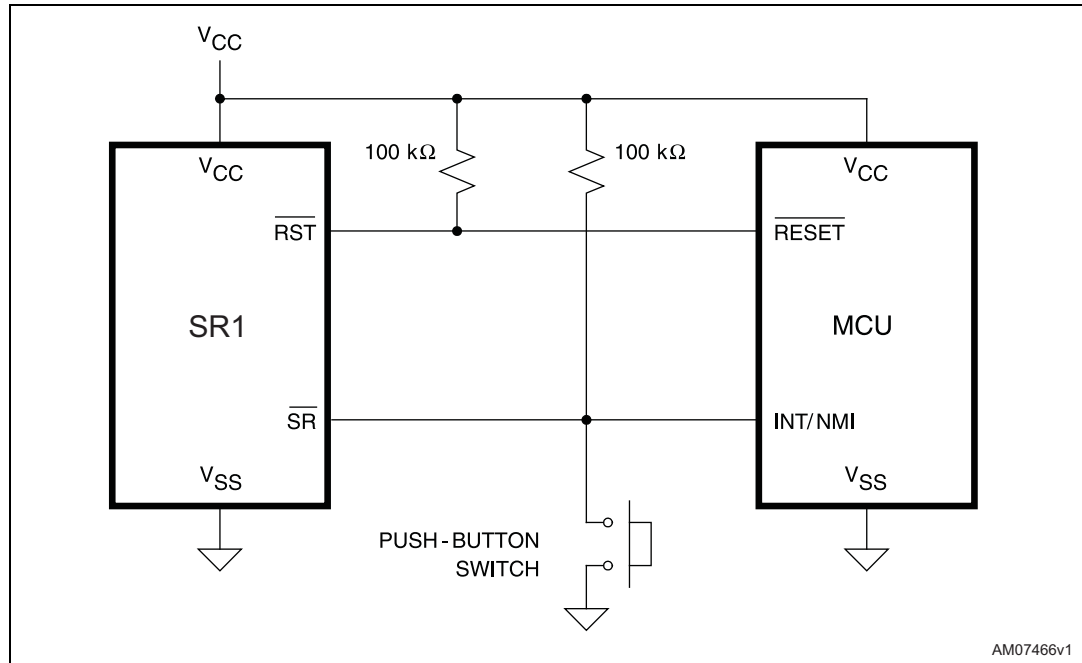 VCC
100 kΩ
100 kΩ
VCC
RST
SR1
SR
VSS
VCC
RESET
MCU
INT/NMI
VSS
PUSH-BUTTON
SWITCH
AM07466v1